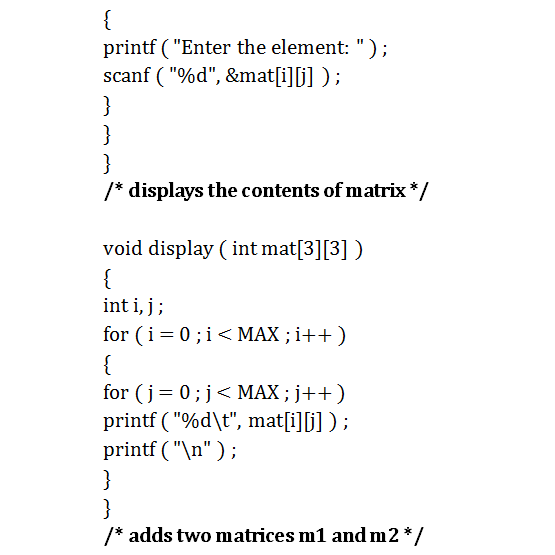 {
printf ( "Enter the element: " ) ;
scanf ( "%d", &mat[i][j] ) ;
}
}
}
/* displays the contents of matrix */
void display ( int mat[3][3] )
{
int i, j ;
for ( i = 0 ; i < MAX ; i++ )
{
for ( j = 0 ; j < MAX ; j++ )
printf ( "%d\t", mat[i][j] ) ;
printf ( "\n" ) ;
}
}
/* adds two matrices m1 and m2 */